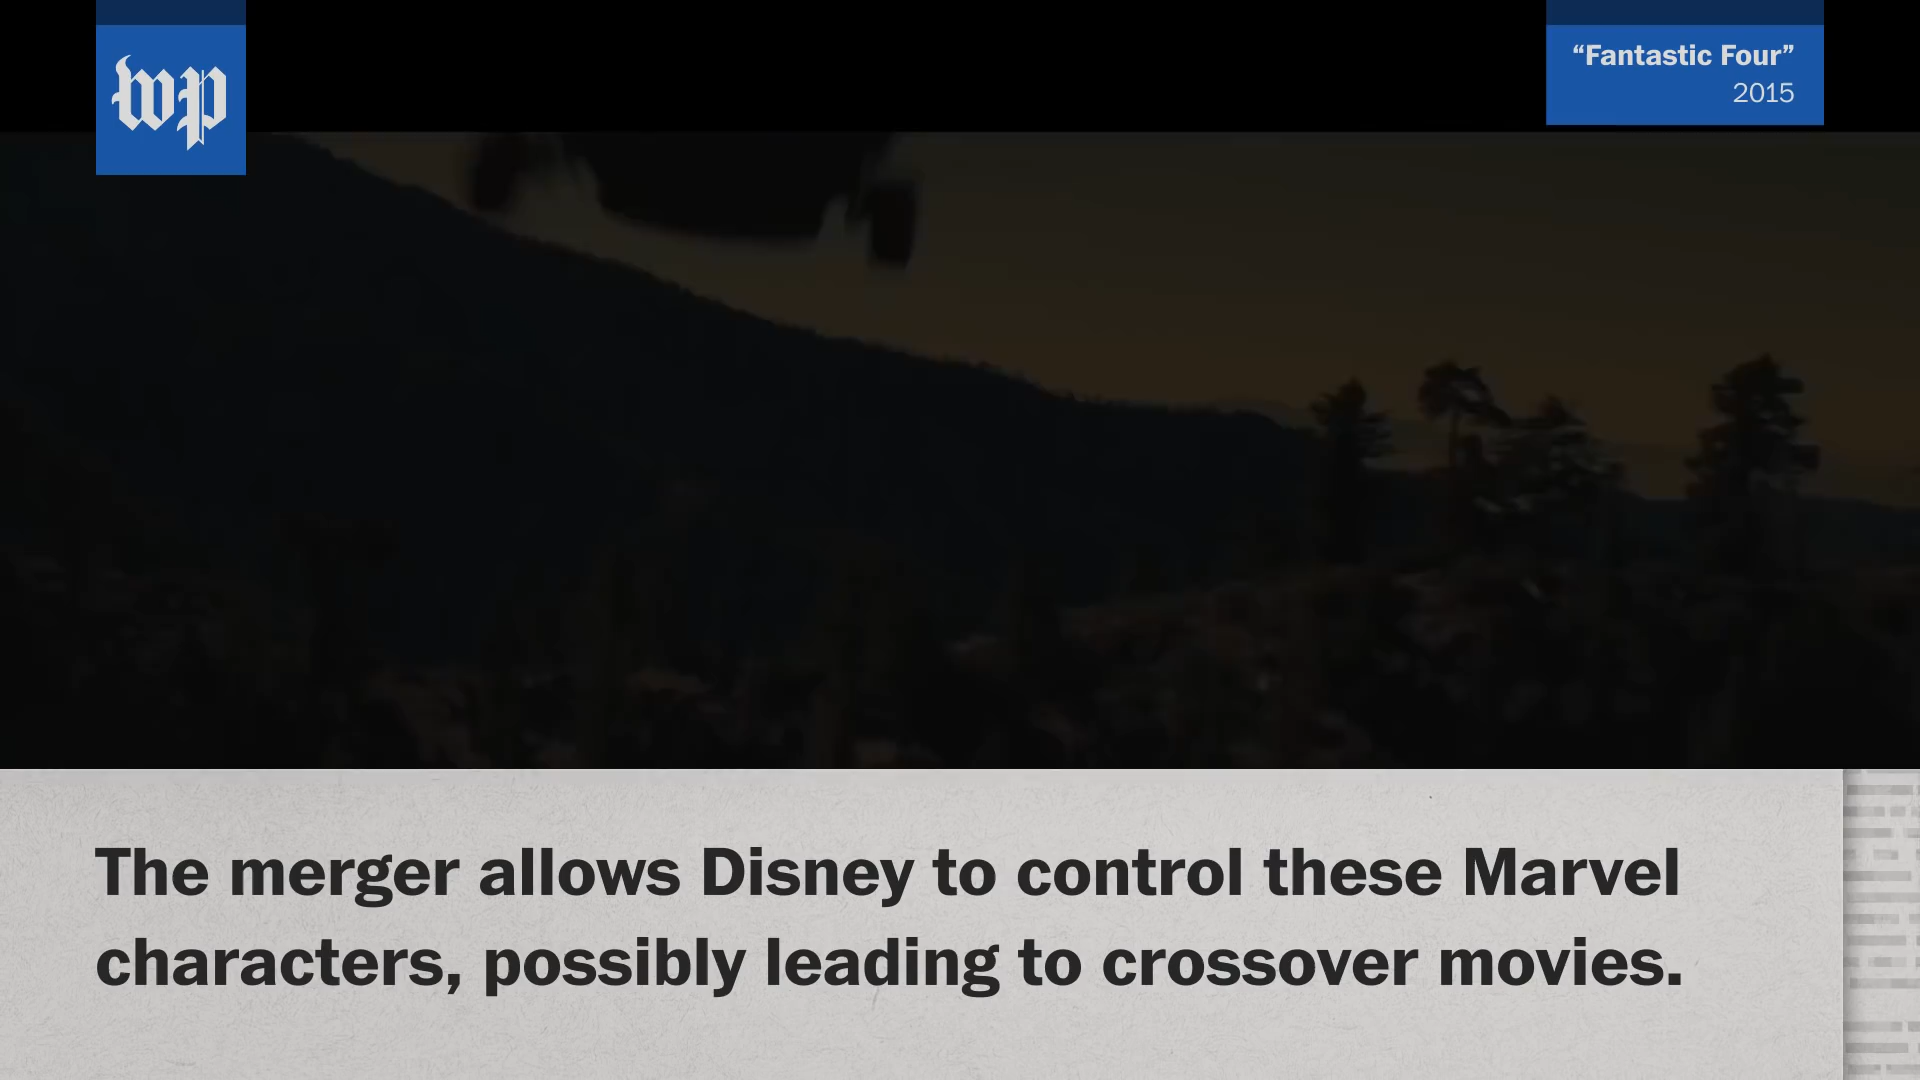 wp
“Fantastic Four”
2015
The merger allows Disney to control these Marvel
characters, possibly leading to crossover movies.